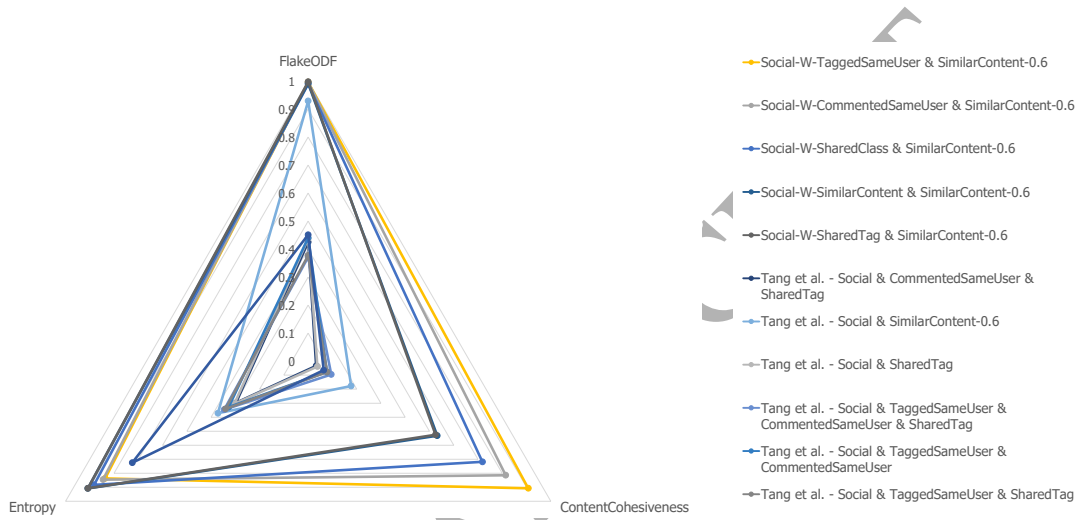 FlakeODF
1
0.9
0.8
0.7
0.6
0.5
0.4
0.3
0.2
0.1
0
Entropy
ContentCohesiveness
Social-W-TaggedSameUser & SimilarContent-0.6
Social-W-CommentedSameUser & SimilarContent-0.6
Social-W-SharedClass & SimilarContent-0.6
Social-W-SimilarContent & SimilarContent-0.6
Social-W-SharedTag & SimilarContent-0.6
Tang et al. - Social & CommentedSameUser &
SharedTag
Tang et al. - Social & SimilarContent-0.6
Tang et al. - Social & SharedTag
Tang et al. - Social & TaggedSameUser &
CommentedSameUser & SharedTag
Tang et al. - Social & TaggedSameUser &
CommentedSameUser
Tang et al. - Social & TaggedSameUser & SharedTag